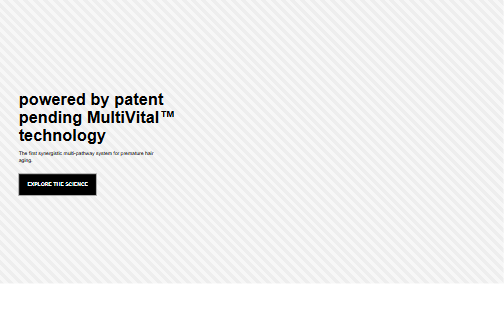 powered by patent
pending MultiVital™
technology
The first synergistic multi-pathway system for premature hair
aging.
EXPLORE THE SCIENCE